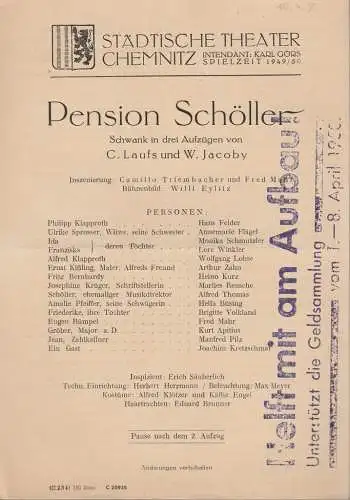 STÄDTISCHE THEATER
CHEMNITZ INTENDANT: KARL GÖRS
SPIELZEIT 1949/50
Pension Schöller
Schwank in drei Aufzügen von
C. Laufs und W. Jacoby
Inszenierung: Camillo Triembacher und Fred Mahr
Bühnenbild: Willi Eylitz
PERSONEN:
Philipp Klapproth Hans Felder
Ulrike Sprosser, Witwe, seine Schwester Annemarie Flügel
Ida Monika Schmutzler
Franziska deren Töchter Lore Winkler
Alfred Klapproth Wolfgang Lohse
Ernst Kißling, Maler, Alfreds Freund Arthur Zahn
Fritz Bernhardy Heino Kurz
Josephine Krüger, Schriftstellerin Marlies Reusche
Schöller, ehemaliger Musikdirektor Alfred Thomas
Amalie Pfeiffer, seine Schwägerin Hella
Friederike, ihre Tochter Brigitte Volkland
Eugen Rümpel Fred Mahr
Gröber, Major a. D. Kurt Aptius
Jean, Zahlkellner Manfred Pilz
Ein Gast Joachim Kretzschmar
Inspizient: Erich Säuberlich
Techn. Einrichtung: Herbert Herrmann / Beleuchtung: Max Meyer
Kostüme: Alfred Klötzer und Käthe Engel
Haartrachten: Eduard Brunner
Pause nach dem 2. Aufzug
Änderungen vorbehalten
C 25935
Helft mit am Aufbau!
Unterstützt die Geldsammlung
vom 1.–8. April